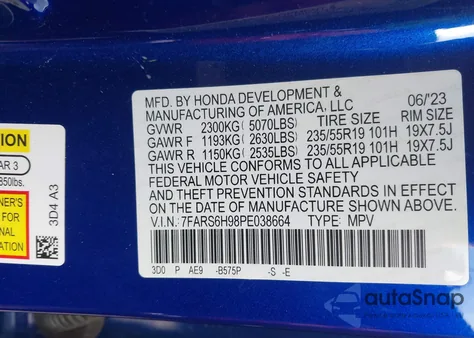 MFD. BY HONDA DEVELOPMENT &
MANUFACTURING OF AMERICA, LLC 06/'23
GVWR 2300KG ( 5070LBS) TIRE SIZE RIM SIZE
GAWR F 1193KG ( 2630LBS) 235/55R19 101H 19X7.5J
GAWR R 1150KG ( 2535LBS) 235/55R19 101H 19X7.5J
THIS VEHICLE CONFORMS TO ALL APPLICABLE
FEDERAL MOTOR VEHICLE SAFETY
AND THEFT PREVENTION STANDARDS IN EFFECT
ON THE DATE OF MANUFACTURE SHOWN ABOVE.
V.I.N.:7FARS6H98PE038664 TYPE: MPV
3D0 P AE9 -B575P -S -E
TION
AR 3
850lbs.
NER'S
FOR
NAL
ATION
3D4 A3
autoSnap